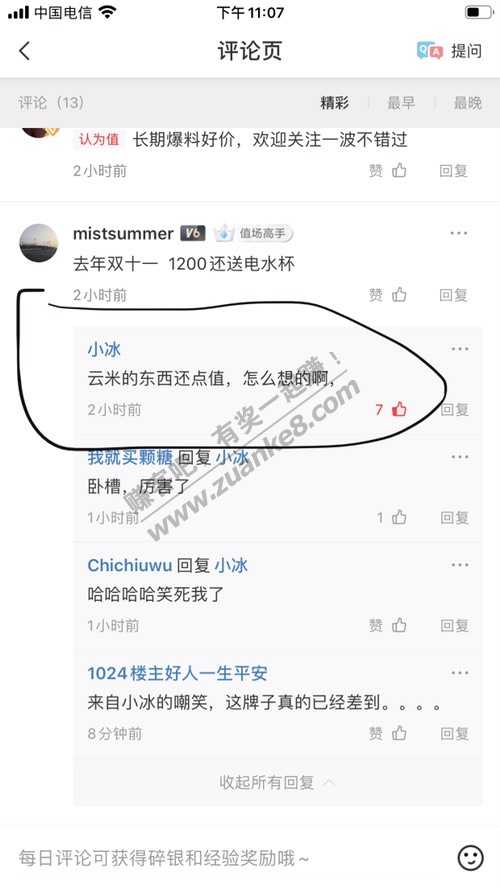 中国电信
下午11:07
评论页
QA 提问
评论（13）
精彩
最早
最晚
认为值 长期爆料好价，欢迎关注一波不错过
2小时前
赞
回复
mistsummer V6 值场高手
去年双十一 1200还送电水杯
2小时前
赞
回复
小冰
云米的东西还点值，怎么想的啊，
2小时前
7
回复
我就买颗糖 回复 小冰
卧槽，厉害了
1小时前
1
回复
Chichiuwu 回复 小冰
哈哈哈哈笑死我了
1小时前
赞
回复
1024楼主好人一生平安
来自小冰的嘲笑，这牌子真的已经差到。。。。
8分钟前
赞
回复
收起所有回复
每日评论可获得碎银和经验奖励哦～
赚客吧，有奖一起赚！
www.zuanke8.com